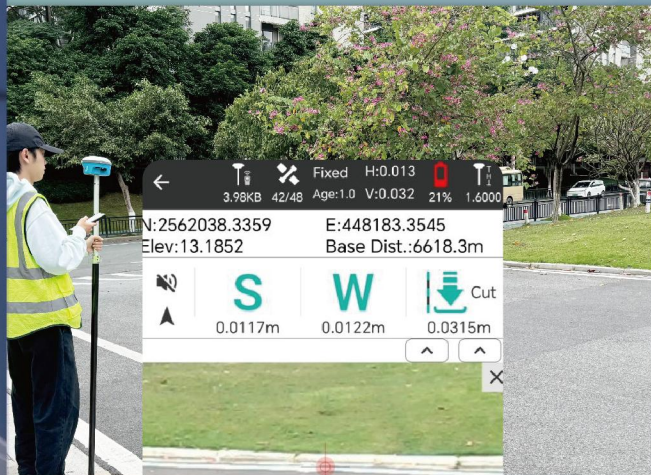 Fixed H:0.013
3.98KB 42/48 Age:1.0 V:0.032 21% 1.6000
N:2562038.3359 E:448183.3545
Elev:13.1852 Base Dist.:6618.3m
S W Cut
0.0117m 0.0122m 0.0315m